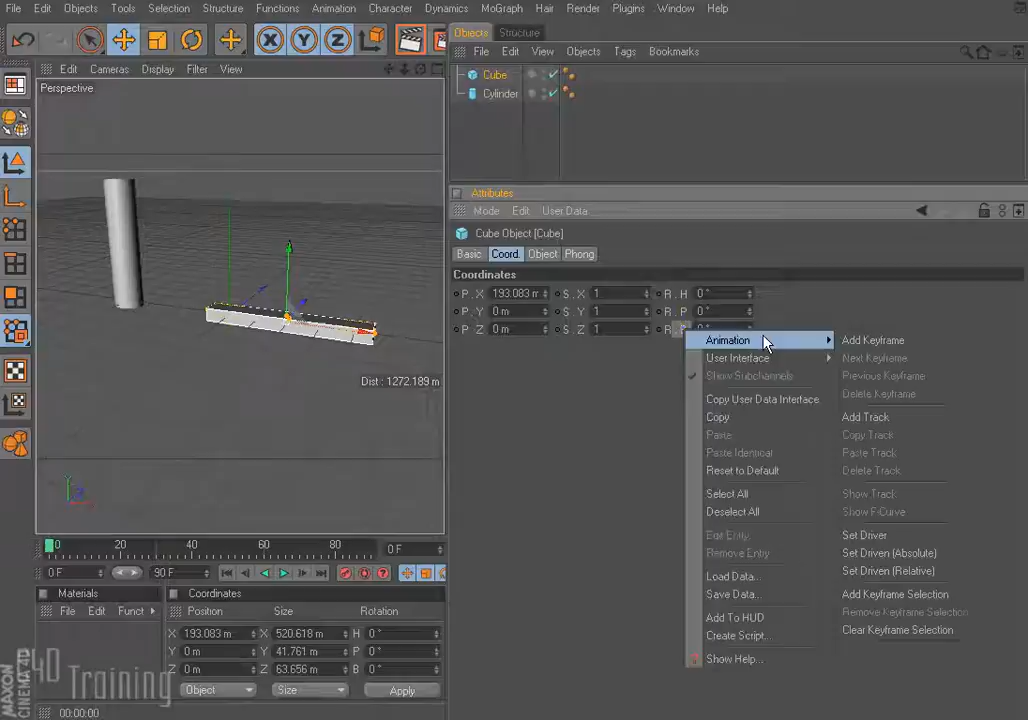 File Edit Objects Tools Selection Structure Functions Animation Character Dynamics MoGraph Hair Render Plugins Window Help
Edit Cameras Display Filter View
Perspective
Dist : 1272.189 m
0 20 40 60 80 0 F
0 F 90 F
Materials
File Edit Funct
Coordinates
Position Size Rotation
X 193.083 m X 520.618 m H 0 °
Y 0 m Y 41.761 m P 0 °
Z 0 m Z 63.656 m B 0 °
Object Size Apply
00:00:00
MAXON
CINEMA 4D
C4D Training
Objects Structure
File Edit View Objects Tags Bookmarks
Cube
Cylinder
Attributes
Mode Edit User Data
Cube Object [Cube]
Basic Coord. Object Phong
Coordinates
P . X 193.083 m S . X 1 R . H 0 °
P . Y 0 m S . Y 1 R . P 0 °
P . Z 0 m S . Z 1 R .
Animation
User Interface
Show Subchannels
Copy User Data Interface
Copy
Paste
Paste Identical
Reset to Default
Select All
Deselect All
Edit Entry...
Remove Entry
Load Data...
Save Data...
Add To HUD
Create Script...
Show Help...
Add Keyframe
Next Keyframe
Previous Keyframe
Delete Keyframe
Add Track
Copy Track
Paste Track
Delete Track
Show Track
Show F-Curve
Set Driver
Set Driven (Absolute)
Set Driven (Relative)
Add Keyframe Selection
Remove Keyframe Selection
Clear Keyframe Selection